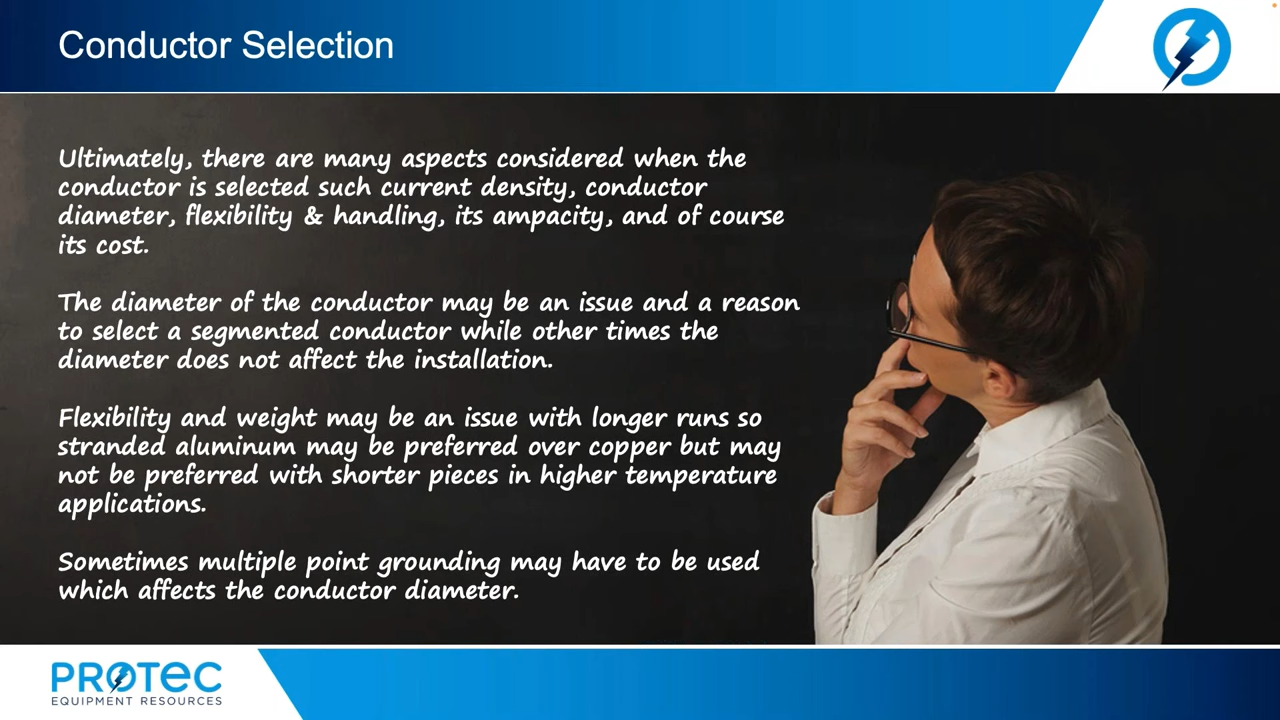 Conductor Selection
Ultimately, there are many aspects considered when the
conductor is selected such current density, conductor
diameter, flexibility & handling, its ampacity, and of course
its cost.
The diameter of the conductor may be an issue and a reason
to select a segmented conductor while other times the
diameter does not affect the installation.
Flexibility and weight may be an issue with longer runs so
stranded aluminum may be preferred over copper but may
not be preferred with shorter pieces in higher temperature
applications.
Sometimes multiple point grounding may have to be used
which affects the conductor diameter.
PROTEC
EQUIPMENT RESOURCES